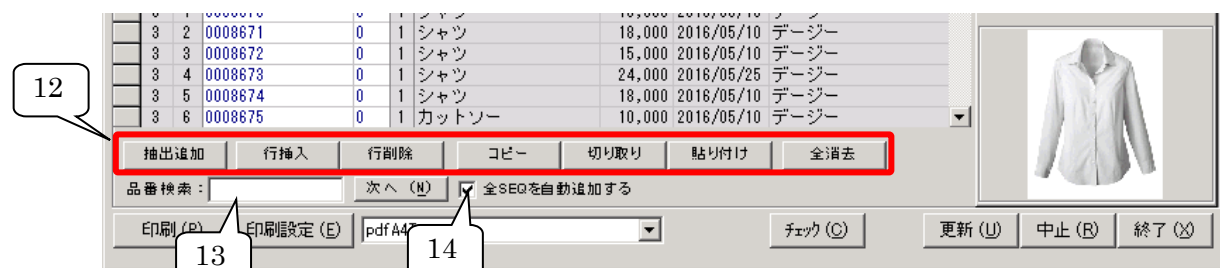 3 2 0008671 0 1 シャツ 18,000 2016/05/10 デージー
3 3 0008672 0 1 シャツ 15,000 2016/05/10 デージー
3 4 0008673 0 1 シャツ 24,000 2016/05/25 デージー
3 5 0008674 0 1 シャツ 18,000 2016/05/10 デージー
3 6 0008675 0 1 カットソー 10,000 2016/05/10 デージー
12
抽出追加 行挿入 行削除 コピー 切り取り 貼り付け 全消去
品番検索： 次へ (N) 全SEQを自動追加する
印刷 (P) 印刷設定 (E) pdf チェック (C) 更新 (U) 中止 (R) 終了 (X)
13 14